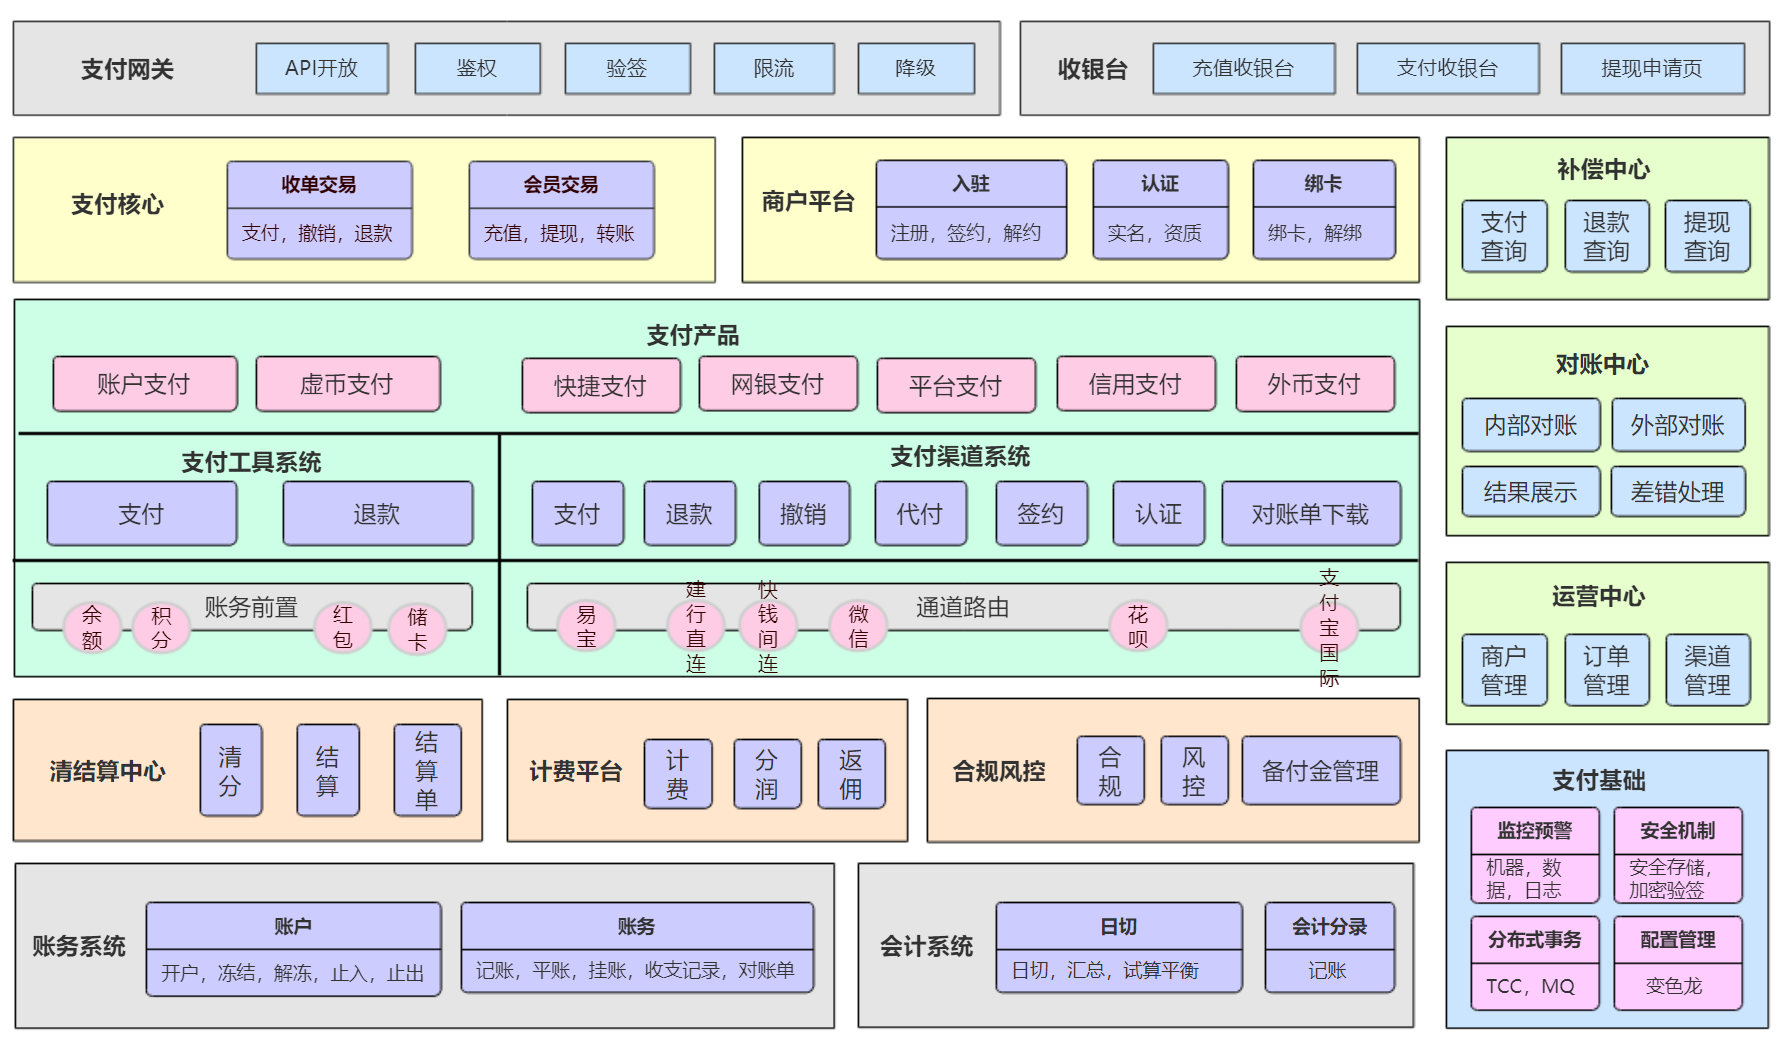 支付网关
API开放
鉴权
验签
限流
降级
收银台
充值收银台
支付收银台
提现申请页
支付核心
收单交易
支付，撤销，退款
会员交易
充值，提现，转账
商户平台
入驻
注册，签约，解约
认证
实名，资质
绑卡
绑卡，解绑
补偿中心
支付
查询
退款
查询
提现
查询
支付产品
账户支付
虚币支付
快捷支付
网银支付
平台支付
信用支付
外币支付
对账中心
内部对账
外部对账
结果展示
差错处理
支付工具系统
支付
退款
支付渠道系统
支付
退款
撤销
代付
签约
认证
对账单下载
账务前置
余
额
积
分
红
包
储
卡
通道路由
易
宝
建
行
直
连
快
钱
间
连
微
信
花
呗
支
付
宝
国
际
运营中心
商户
管理
订单
管理
渠道
管理
清结算中心
清
分
结
算
结
算
单
计费平台
计
费
分
润
返
佣
合规风控
合
规
风
控
备付金管理
支付基础
监控预警
机器，数
据，日志
安全机制
安全存储，
加密验签
分布式事务
TCC，MQ
配置管理
变色龙
账务系统
账户
开户，冻结，解冻，止入，止出
账务
记账，平账，挂账，收支记录，对账单
会计系统
日切
日切，汇总，试算平衡
会计分录
记账